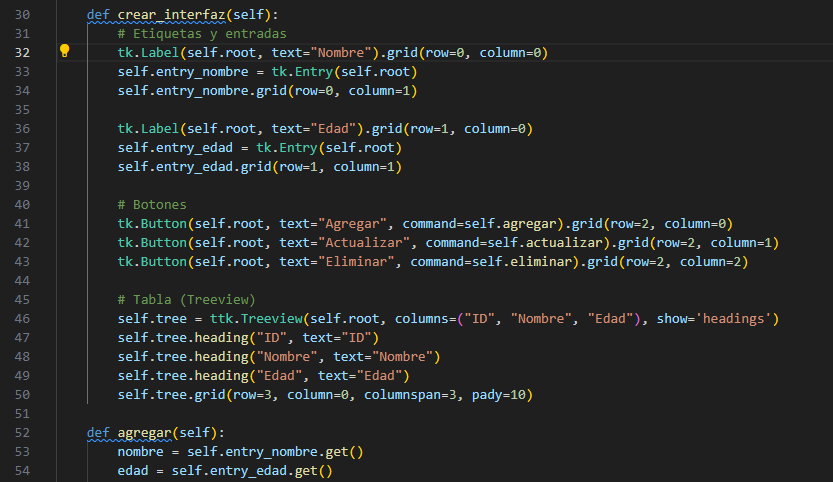 30 def crear_interfaz(self):
31 # Etiquetas y entradas
32 tk.Label(self.root, text="Nombre").grid(row=0, column=0)
33 self.entry_nombre = tk.Entry(self.root)
34 self.entry_nombre.grid(row=0, column=1)
35
36 tk.Label(self.root, text="Edad").grid(row=1, column=0)
37 self.entry_edad = tk.Entry(self.root)
38 self.entry_edad.grid(row=1, column=1)
39
40 # Botones
41 tk.Button(self.root, text="Agregar", command=self.agregar).grid(row=2, column=0)
42 tk.Button(self.root, text="Actualizar", command=self.actualizar).grid(row=2, column=1)
43 tk.Button(self.root, text="Eliminar", command=self.eliminar).grid(row=2, column=2)
44
45 # Tabla (Treeview)
46 self.tree = ttk.Treeview(self.root, columns=("ID", "Nombre", "Edad"), show='headings')
47 self.tree.heading("ID", text="ID")
48 self.tree.heading("Nombre", text="Nombre")
49 self.tree.heading("Edad", text="Edad")
50 self.tree.grid(row=3, column=0, columnspan=3, pady=10)
51
52 def agregar(self):
53 nombre = self.entry_nombre.get()
54 edad = self.entry_edad.get()